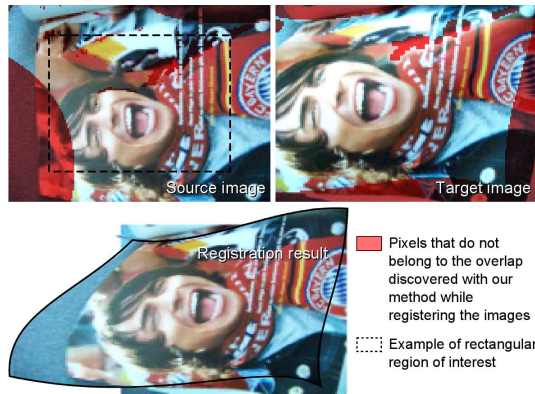 Source image
Target image
Registration result
Pixels that do not
belong to the overlap
discovered with our
method while
registering the images
Example of rectangular
region of interest